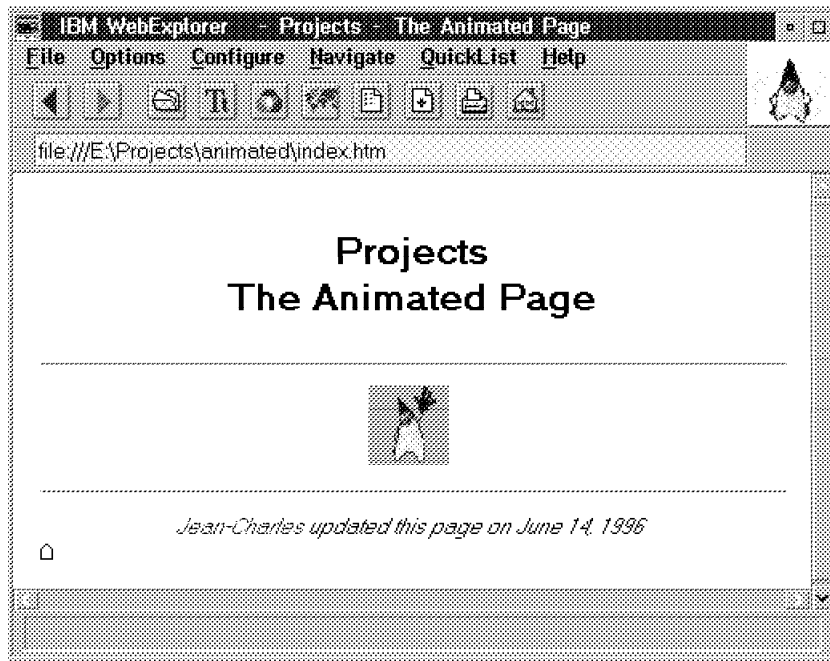 IBM WebExplorer - Projects - The Animated Page
File Options Configure Navigate QuickList Help
file:///E:\Projects\animated\index.htm
Projects
The Animated Page
Jean-Charles updated this page on June 14, 1996